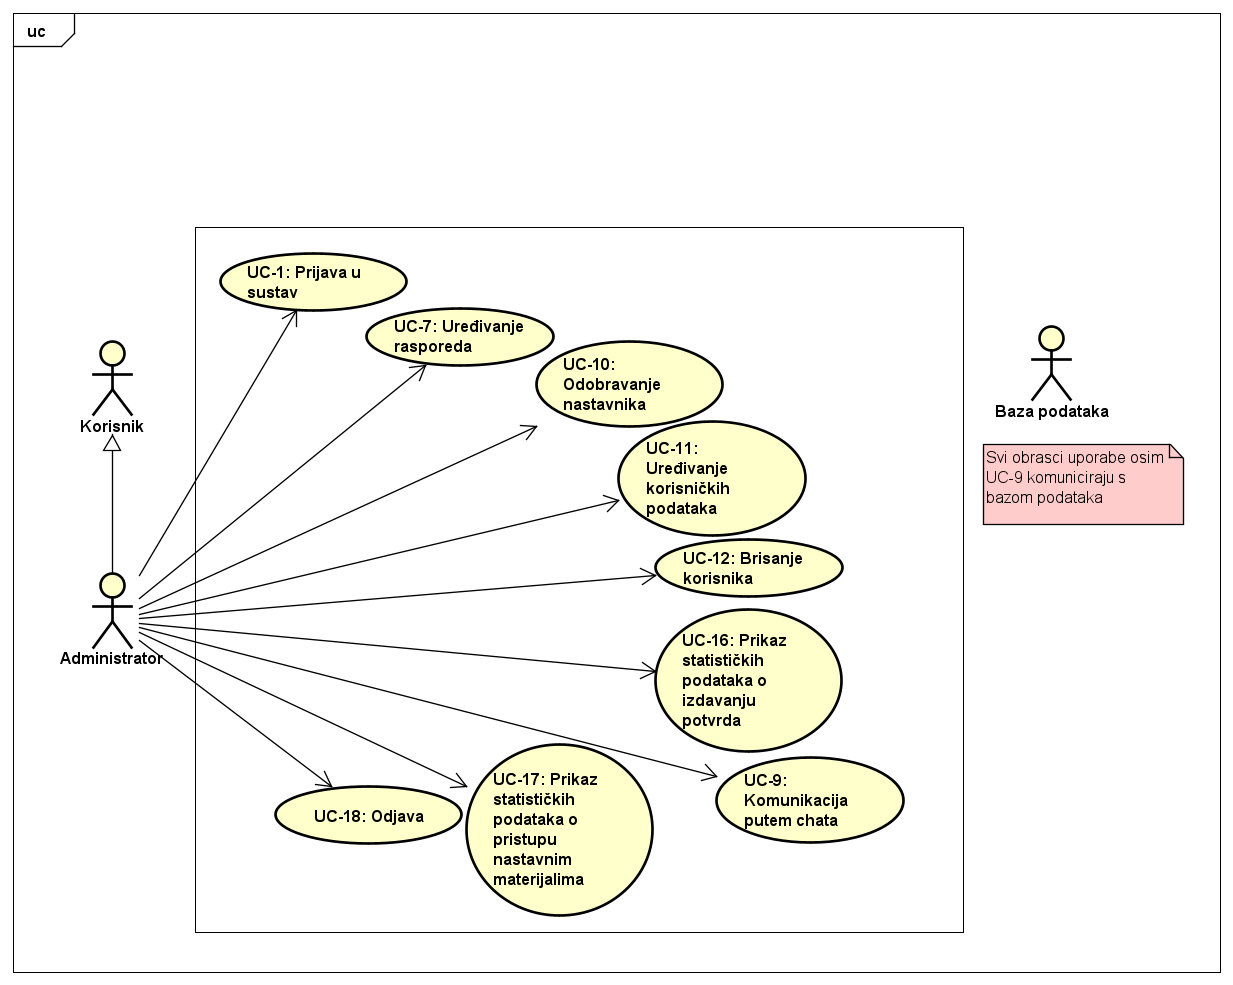 uc
UC-1: Prijava u
sustav
UC-7: Uređivanje
rasporeda
UC-10:
Odobravanje
nastavnika
Korisnik
Baza podataka
UC-11:
Uređivanje
korisničkih
podataka
Svi obrasci uporabe osim
UC-9 komuniciraju s
bazom podataka
UC-12: Brisanje
korisnika
Administrator
UC-16: Prikaz
statističkih
podataka o
izdavanju
potvrda
UC-18: Odjava
UC-17: Prikaz
statističkih
podataka o
pristupu
nastavnim
materijalima
UC-9:
Komunikacija
putem chata